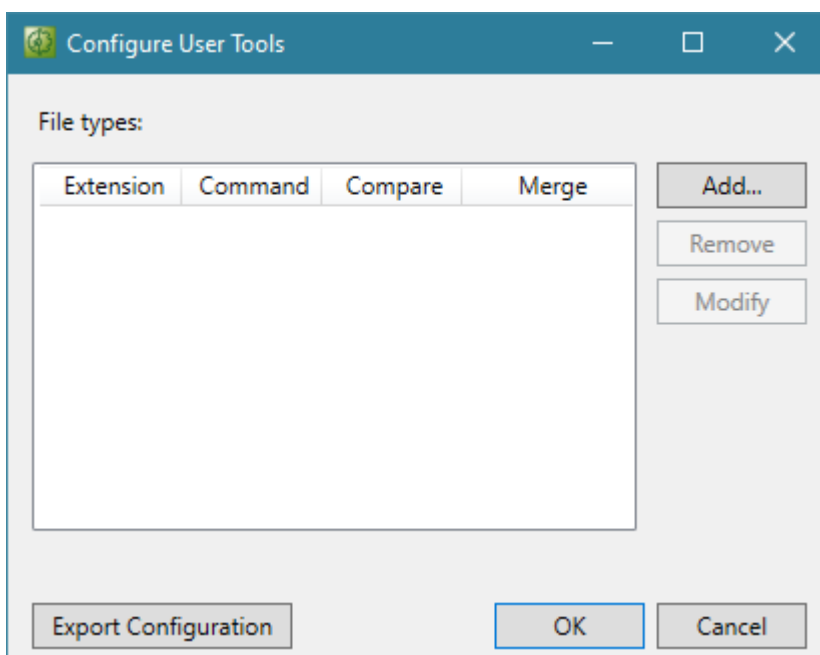 Configure User Tools
File types:
Extension Command Compare Merge
Add...
Remove
Modify
Export Configuration OK Cancel